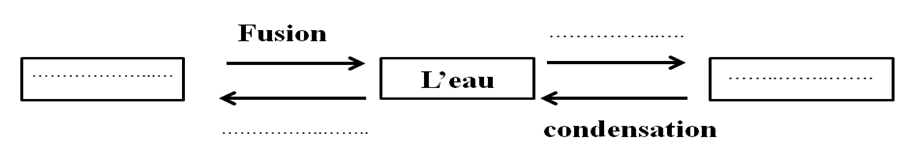 Fusion
………………..….
………………..….
L'eau
……..……..…….
………………..……..
condensation